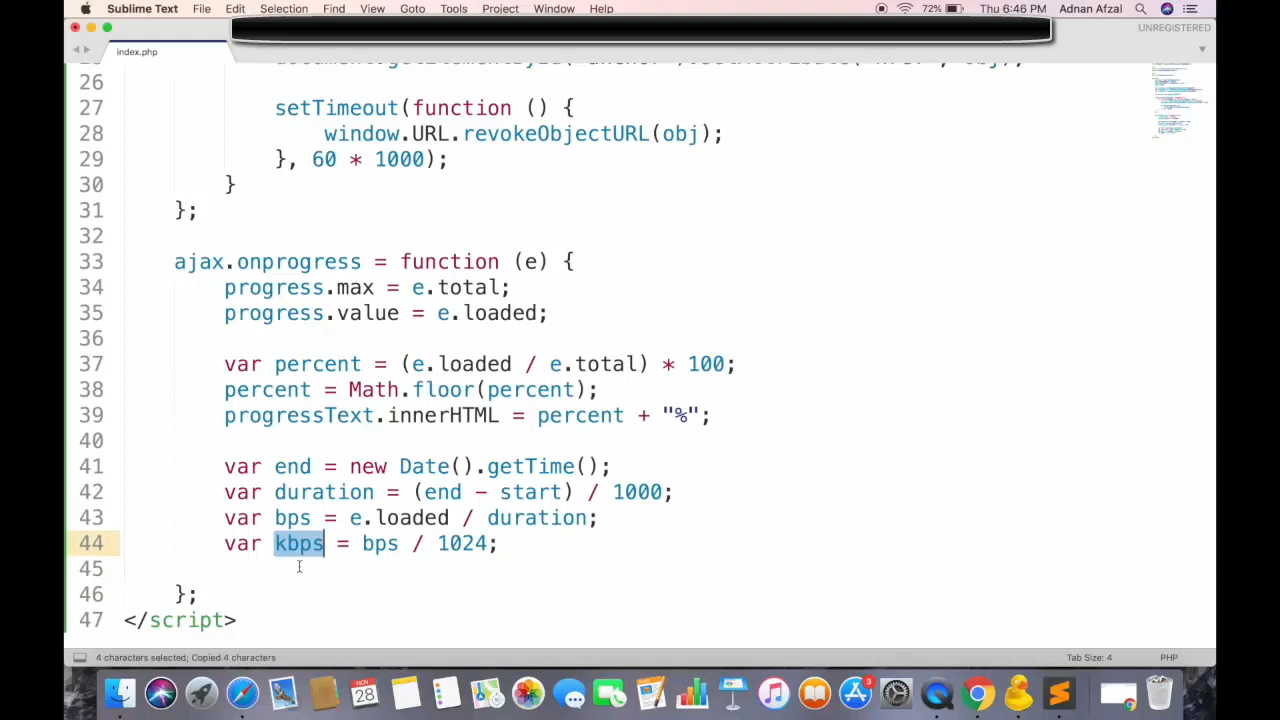 Sublime Text File Edit Selection Find View Goto Tools Project Window Help 72% Thu 6:46 PM Adnan Afzal
UNREGISTERED
index.php
26
27 setTimeout(function () {
28 window.URL.revokeObjectURL(obj);
29 }, 60 * 1000);
30 }
31 };
32
33 ajax.onprogress = function (e) {
34 progress.max = e.total;
35 progress.value = e.loaded;
36
37 var percent = (e.loaded / e.total) * 100;
38 percent = Math.floor(percent);
39 progressText.innerHTML = percent + "%";
40
41 var end = new Date().getTime();
42 var duration = (end - start) / 1000;
43 var bps = e.loaded / duration;
44 var kbps = bps / 1024;
45
46 };
47 </script>
4 characters selected; Copied 4 characters Tab Size: 4 PHP
NOV
28
3